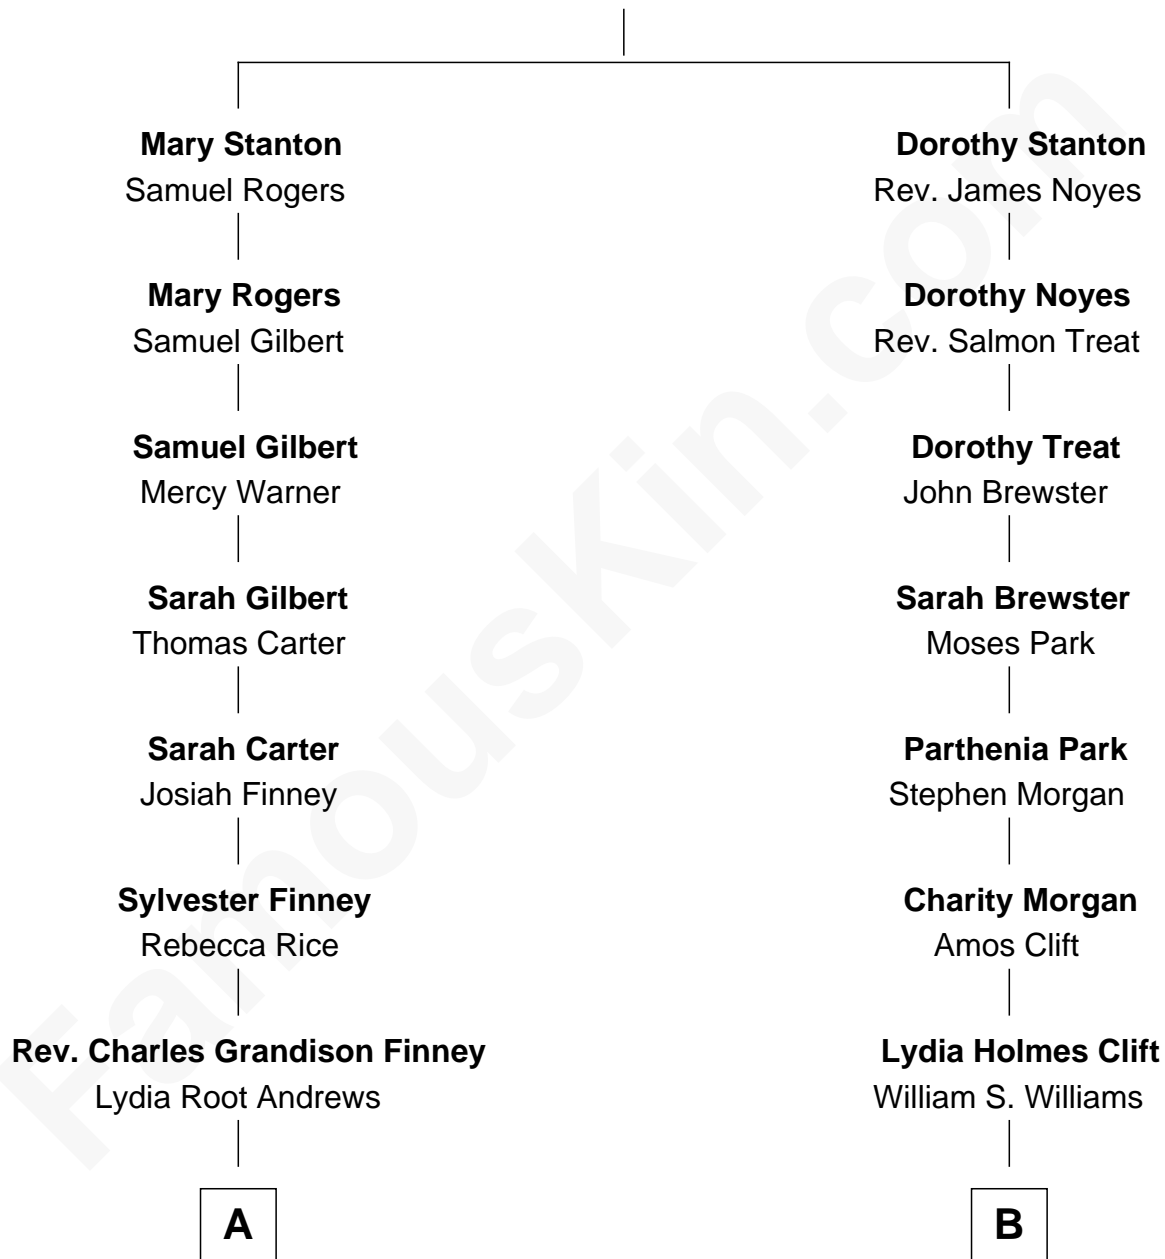 Mary Stanton
Samuel Rogers
Mary Rogers
Samuel Gilbert
Samuel Gilbert
Mercy Warner
Sarah Gilbert
Thomas Carter
Sarah Carter
Josiah Finney
Sylvester Finney
Rebecca Rice
Rev. Charles Grandison Finney
Lydia Root Andrews
A
Dorothy Stanton
Rev. James Noyes
Dorothy Noyes
Rev. Salmon Treat
Dorothy Treat
John Brewster
Sarah Brewster
Moses Park
Parthenia Park
Stephen Morgan
Charity Morgan
Amos Clift
Lydia Holmes Clift
William S. Williams
B
FamousKin.com